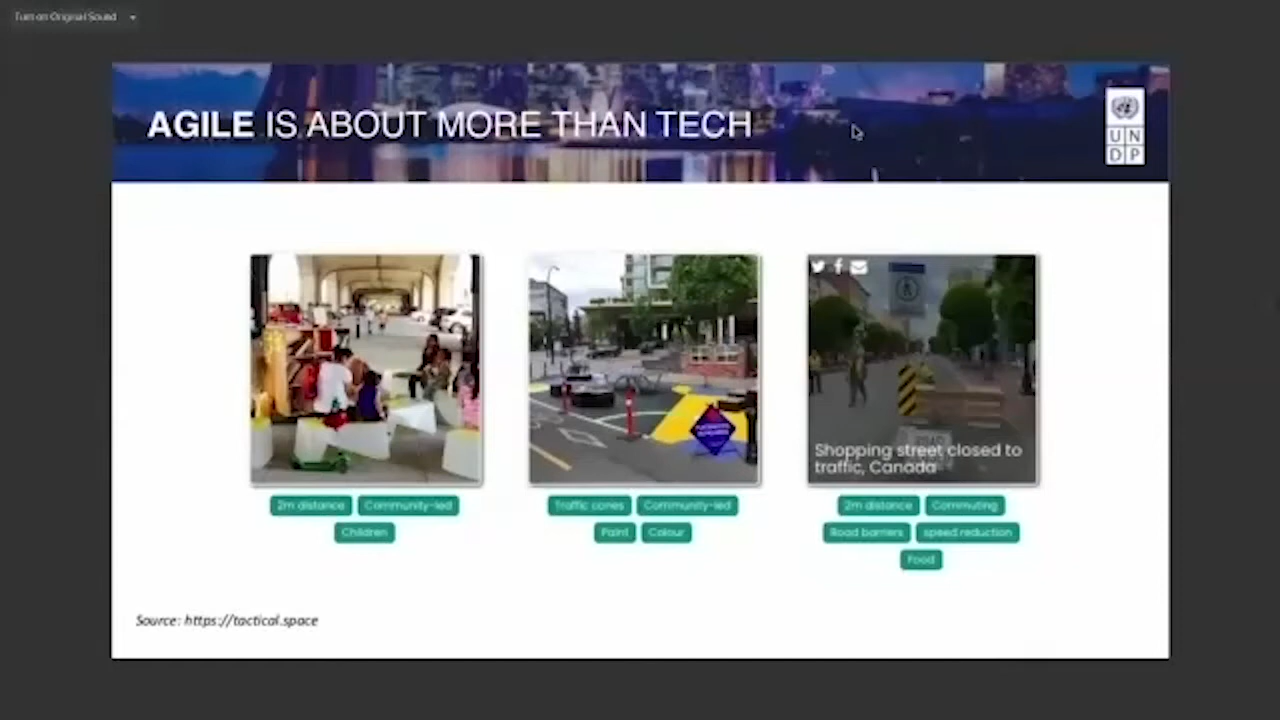 Turn on Original Sound
AGILE IS ABOUT MORE THAN TECH
U N
D P
Shopping street closed to
traffic, Canada
2m distance Community-led
Children
Traffic cones Community-led
Paint Colour
2m distance Commuting
Road barriers speed reduction
Food
Source: https://tactical.space